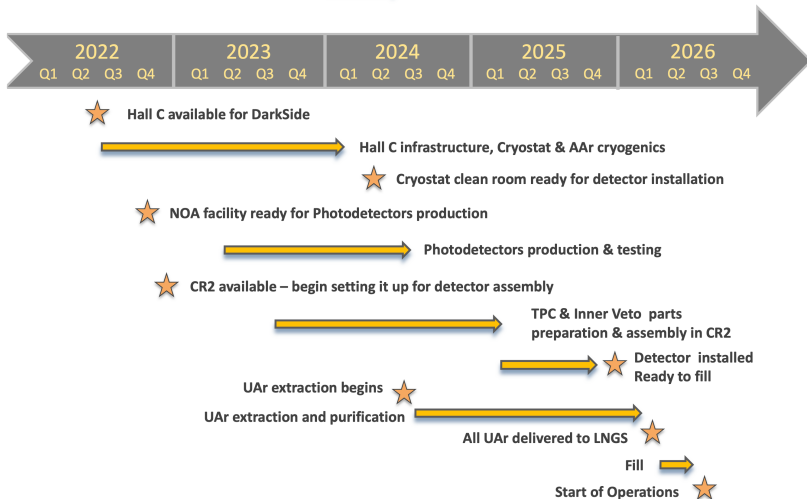 2022 2023 2024 2025 2026
Q1 Q2 Q3 Q4 Q1 Q2 Q3 Q4 Q1 Q2 Q3 Q4 Q1 Q2 Q3 Q4 Q1 Q2 Q3 Q4
Hall C available for DarkSide
Hall C infrastructure, Cryostat & AAr cryogenics
Cryostat clean room ready for detector installation
NOA facility ready for Photodetectors production
Photodetectors production & testing
CR2 available – begin setting it up for detector assembly
TPC & Inner Veto parts
preparation & assembly in CR2
Detector installed
Ready to fill
UAr extraction begins
UAr extraction and purification
All UAr delivered to LNGS
Fill
Start of Operations